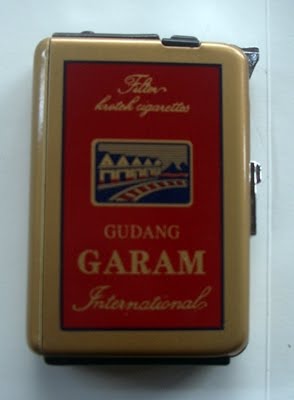 Filter
kretek cigarettes
GUDANG
GARAM
International